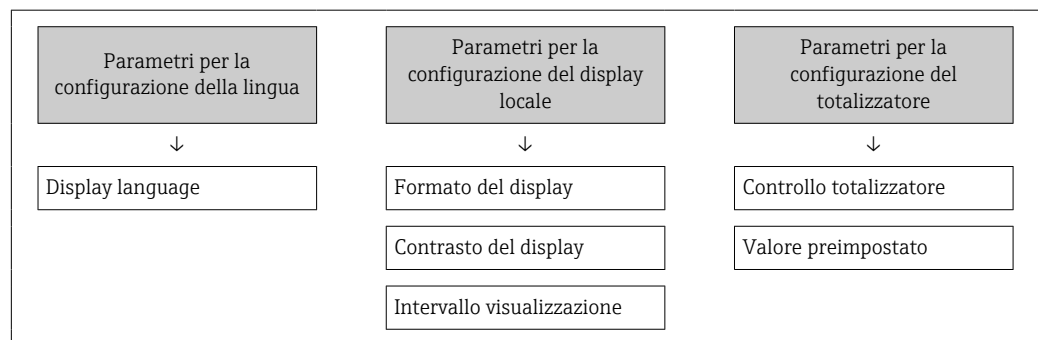 Parametri per la
configurazione della lingua
↓
Display language
Parametri per la
configurazione del display
locale
↓
Formato del display
Contrasto del display
Intervallo visualizzazione
Parametri per la
configurazione del
totalizzatore
↓
Controllo totalizzatore
Valore preimpostato